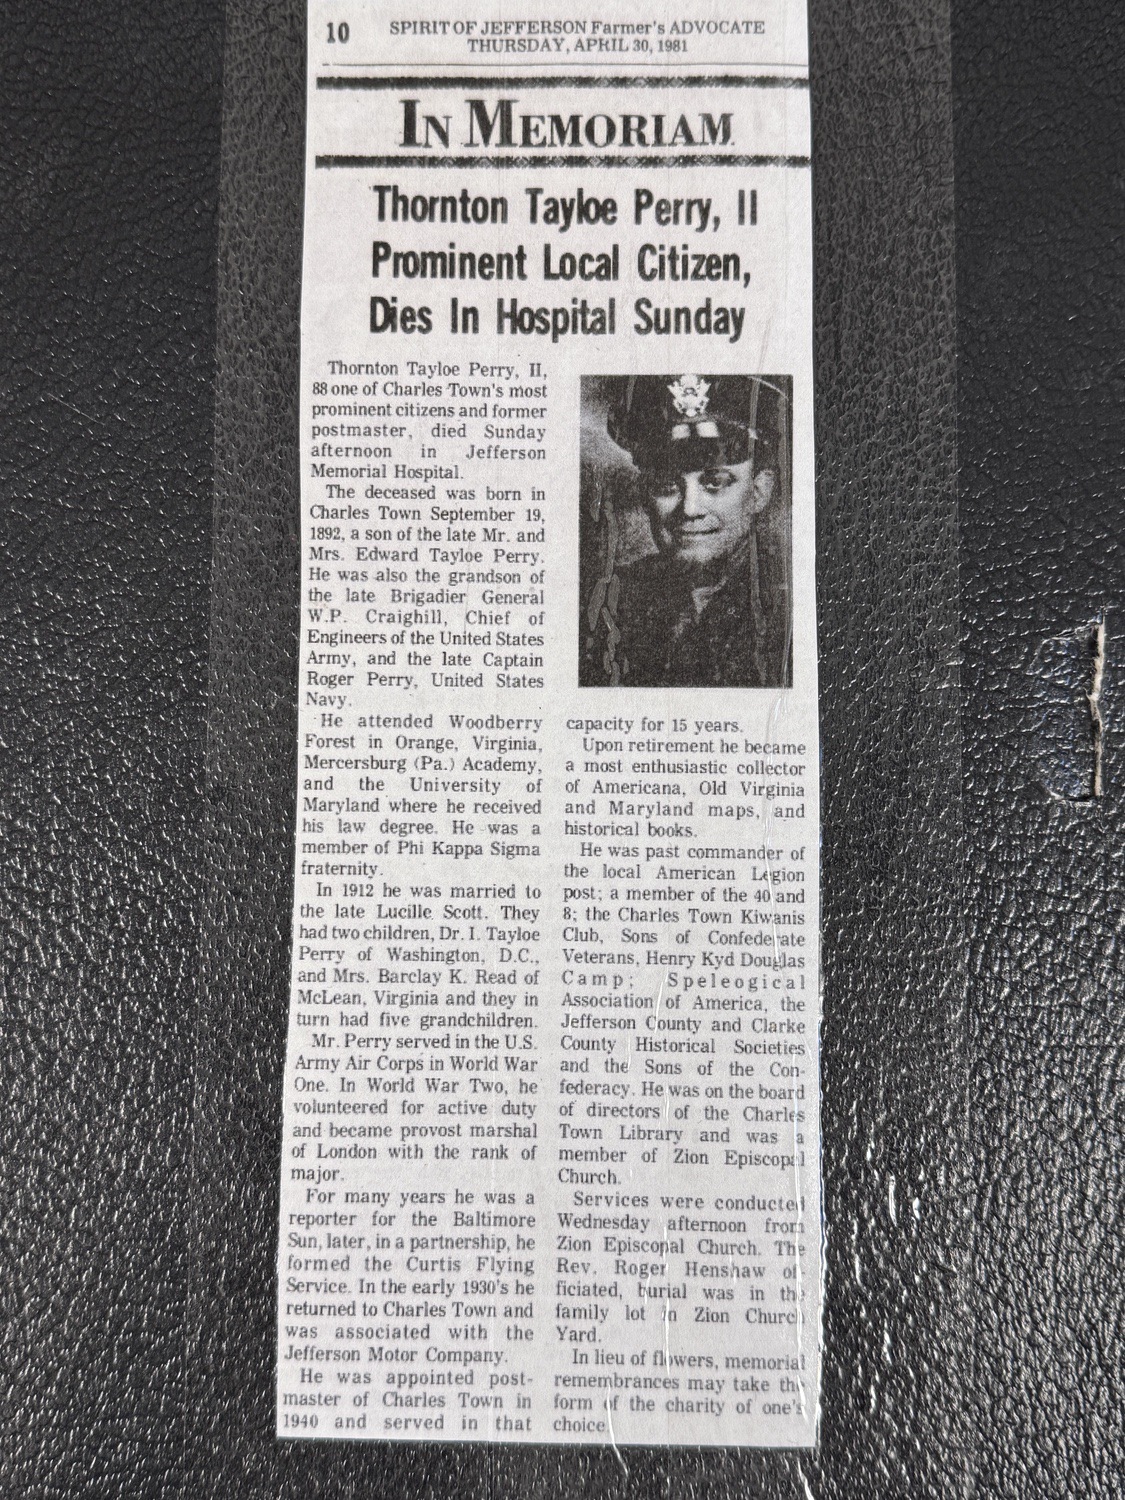 10
SPIRIT OF JEFFERSON Farmer's ADVOCATE
THURSDAY, APRIL 30, 1981
IN MEMORIAM
Thornton Tayloe Perry, II
Prominent Local Citizen,
Dies In Hospital Sunday
Thornton Tayloe Perry, II,
88 one of Charles Town's most
prominent citizens and former
postmaster, died Sunday
afternoon in Jefferson
Memorial Hospital.
The deceased was born in
Charles Town September 19,
1892, a son of the late Mr. and
Mrs. Edward Tayloe Perry.
He was also the grandson of
the late Brigadier General
W.P. Craighill, Chief of
Engineers of the United States
Army, and the late Captain
Roger Perry, United States
Navy.
He attended Woodberry
Forest in Orange, Virginia,
Mercersburg (Pa.) Academy,
and the University of
Maryland where he received
his law degree. He was a
member of Phi Kappa Sigma
fraternity.
In 1912 he was married to
the late Lucille Scott. They
had two children, Dr. I. Tayloe
Perry of Washington, D.C.,
and Mrs. Barclay K. Read of
McLean, Virginia and they in
turn had five grandchildren.
Mr. Perry served in the U.S.
Army Air Corps in World War
One. In World War Two, he
volunteered for active duty
and became provost marshal
of London with the rank of
major.
For many years he was a
reporter for the Baltimore
Sun, later, in a partnership, he
formed the Curtis Flying
Service. In the early 1930's he
returned to Charles Town and
was associated with the
Jefferson Motor Company.
He was appointed post-
master of Charles Town in
1940 and served in that
capacity for 15 years.
Upon retirement he became
a most enthusiastic collector
of Americana, Old Virginia
and Maryland maps, and
historical books.
He was past commander of
the local American Legion
post; a member of the 40 and
8; the Charles Town Kiwanis
Club, Sons of Confederate
Veterans, Henry Kyd Douglas
Camp; Speleogical
Association of America, the
Jefferson County and Clarke
County Historical Societies
and the Sons of the Con-
federacy. He was on the board
of directors of the Charles
Town Library and was a
member of Zion Episcopal
Church.
Services were conducted
Wednesday afternoon from
Zion Episcopal Church. The
Rev. Roger Henshaw of-
ficiated, burial was in the
family lot in Zion Church
Yard.
In lieu of flowers, memorial
remembrances may take the
form of the charity of one's
choice.